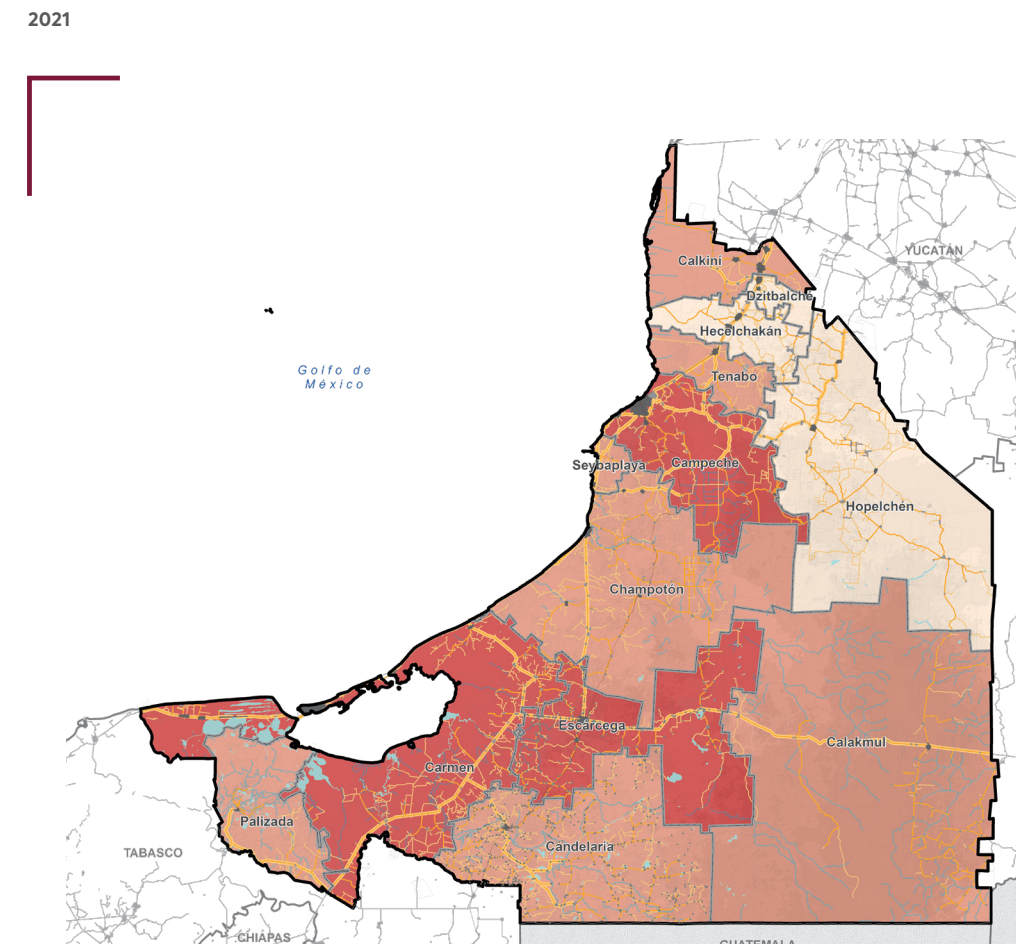 2021
YUCATÁN
Calkiní
Dzitbalché
Hecelchakán
Golfo de
México
Tenabo
Seybaplaya
Campeche
Hopelchén
Champotón
Escárcega
Calakmul
Carmen
Palizada
Candelaria
TABASCO
CHIAPAS
GUATEMALA